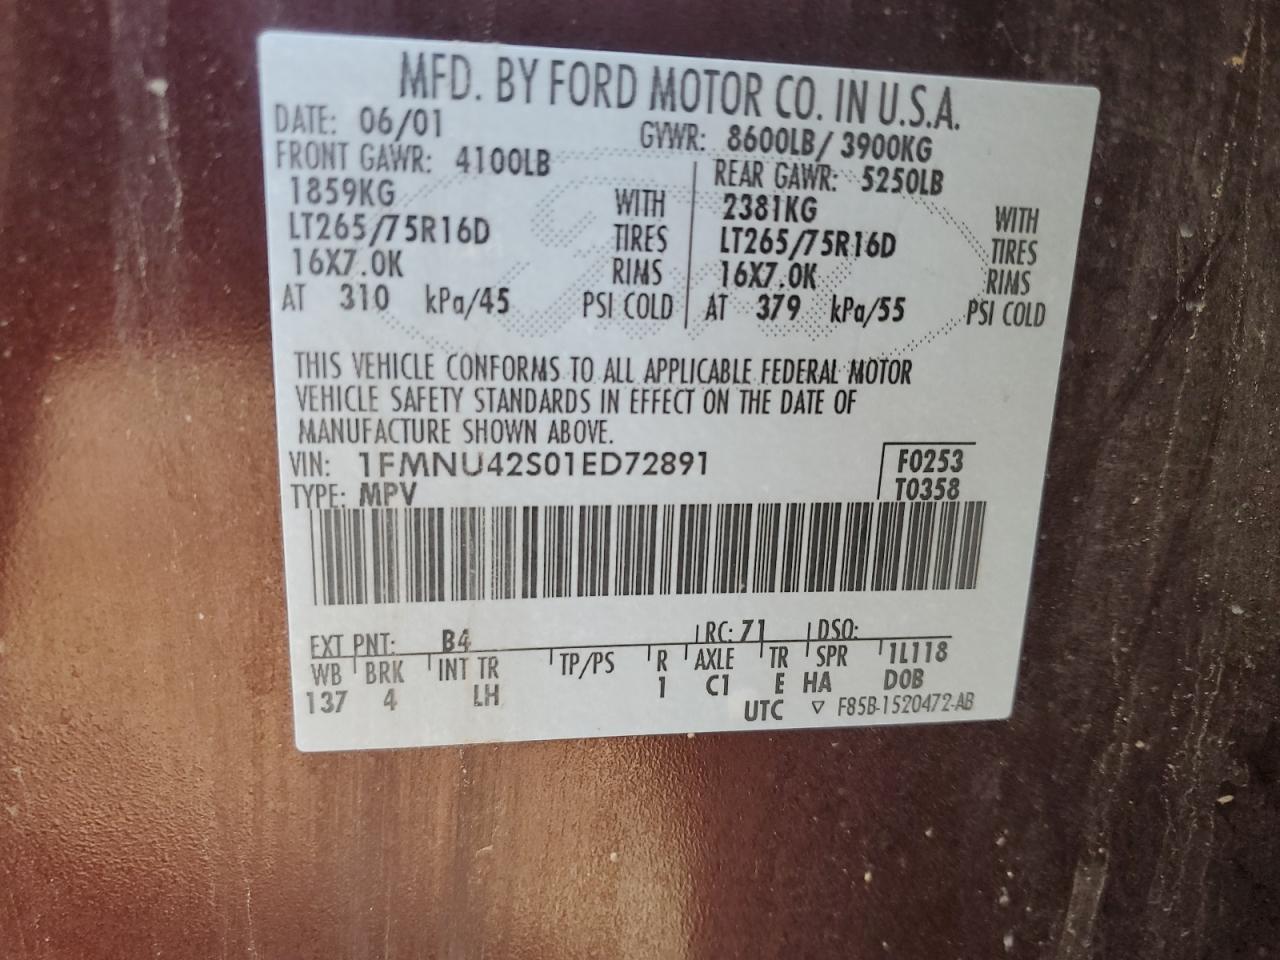 MFD. BY FORD MOTOR CO. IN U.S.A.
DATE: 06/01 GVWR: 8600LB/ 3900KG
FRONT GAWR: 4100LB REAR GAWR: 5250LB
1859KG WITH 2381KG WITH
LT265/75R16D TIRES LT265/75R16D TIRES
16X7.0K RIMS 16X7.0K RIMS
AT 310 kPa/45 PSI COLD AT 379 kPa/55 PSI COLD
THIS VEHICLE CONFORMS TO ALL APPLICABLE FEDERAL MOTOR
VEHICLE SAFETY STANDARDS IN EFFECT ON THE DATE OF
MANUFACTURE SHOWN ABOVE.
VIN: 1FMNU42S01ED72891 F0253
TYPE: MPV T0358
EXT PNT: B4 RC: 71 DSO:
WB BRK INT TR TP/PS R AXLE TR SPR 1L118
137 4 LH 1 C1 E HA DOB
UTC ▽ F85B-1520472-AB